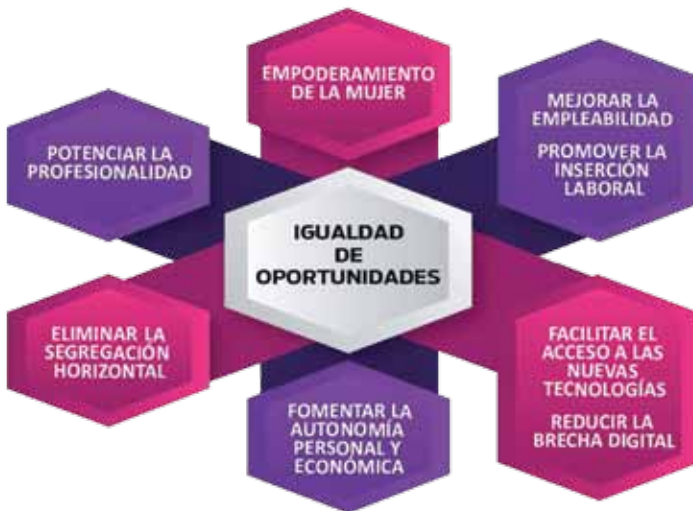 EMPODERAMIENTO
DE LA MUJER
MEJORAR LA
EMPLEABILIDAD
PROMOVER LA
INSERCIÓN
LABORAL
POTENCIAR LA
PROFESIONALIDAD
IGUALDAD
DE
OPORTUNIDADES
ELIMINAR LA
SEGREGACIÓN
HORIZONTAL
FACILITAR EL
ACCESO A LAS
NUEVAS
TECNOLOGÍAS
REDUCIR LA
BRECHA DIGITAL
FOMENTAR LA
AUTONOMÍA
PERSONAL Y
ECONÓMICA